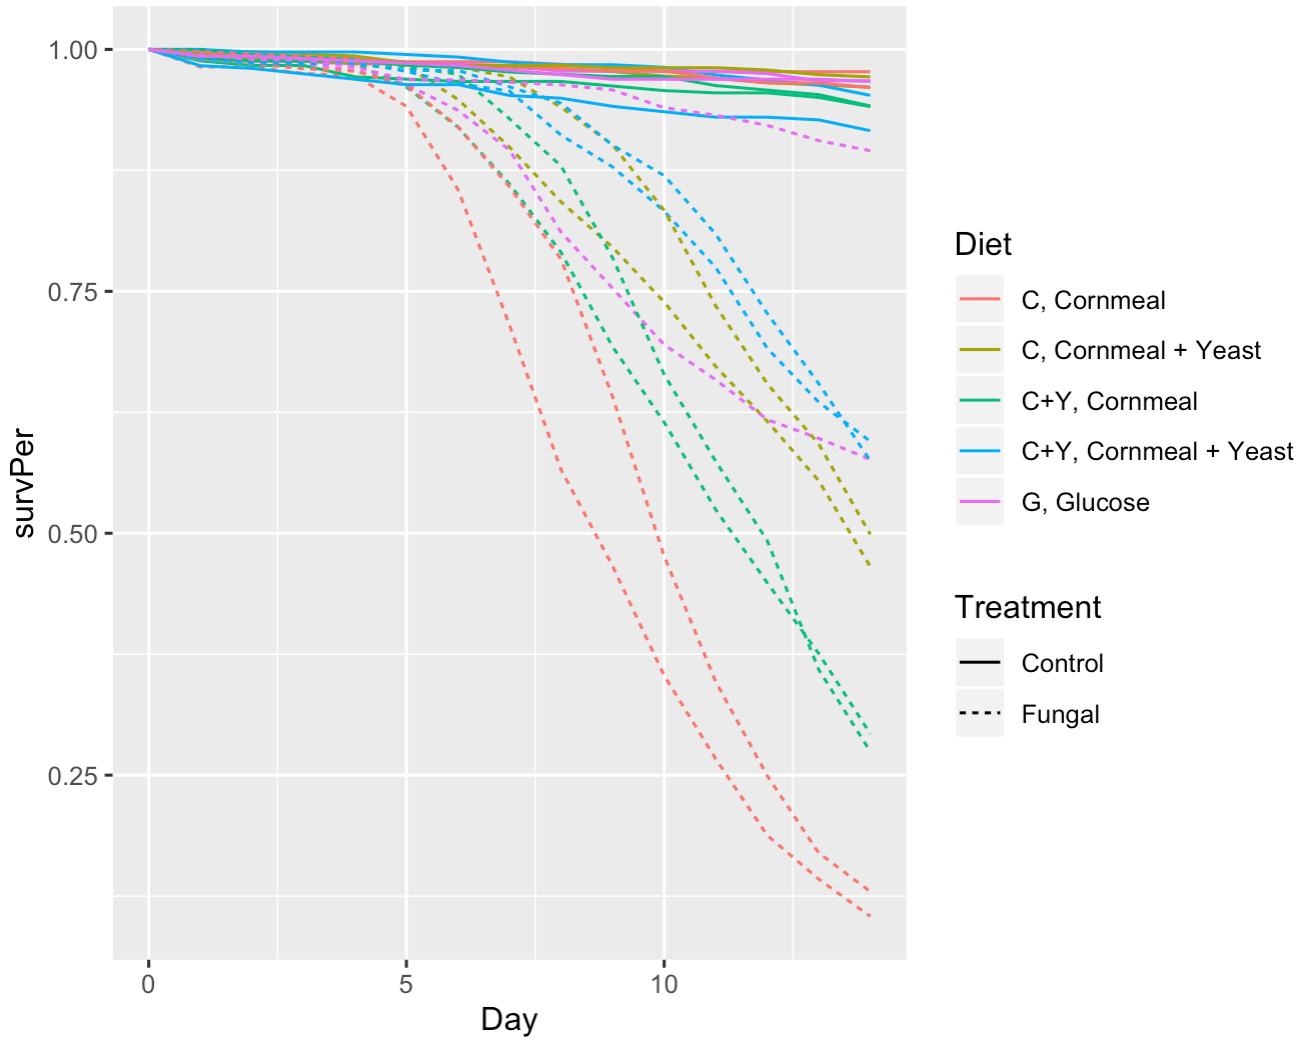 1.00
0.75
0.50
0.25
survPer
0
5
10
Day
Diet
C, Cornmeal
C, Cornmeal + Yeast
C+Y, Cornmeal
C+Y, Cornmeal + Yeast
G, Glucose
Treatment
Control
Fungal